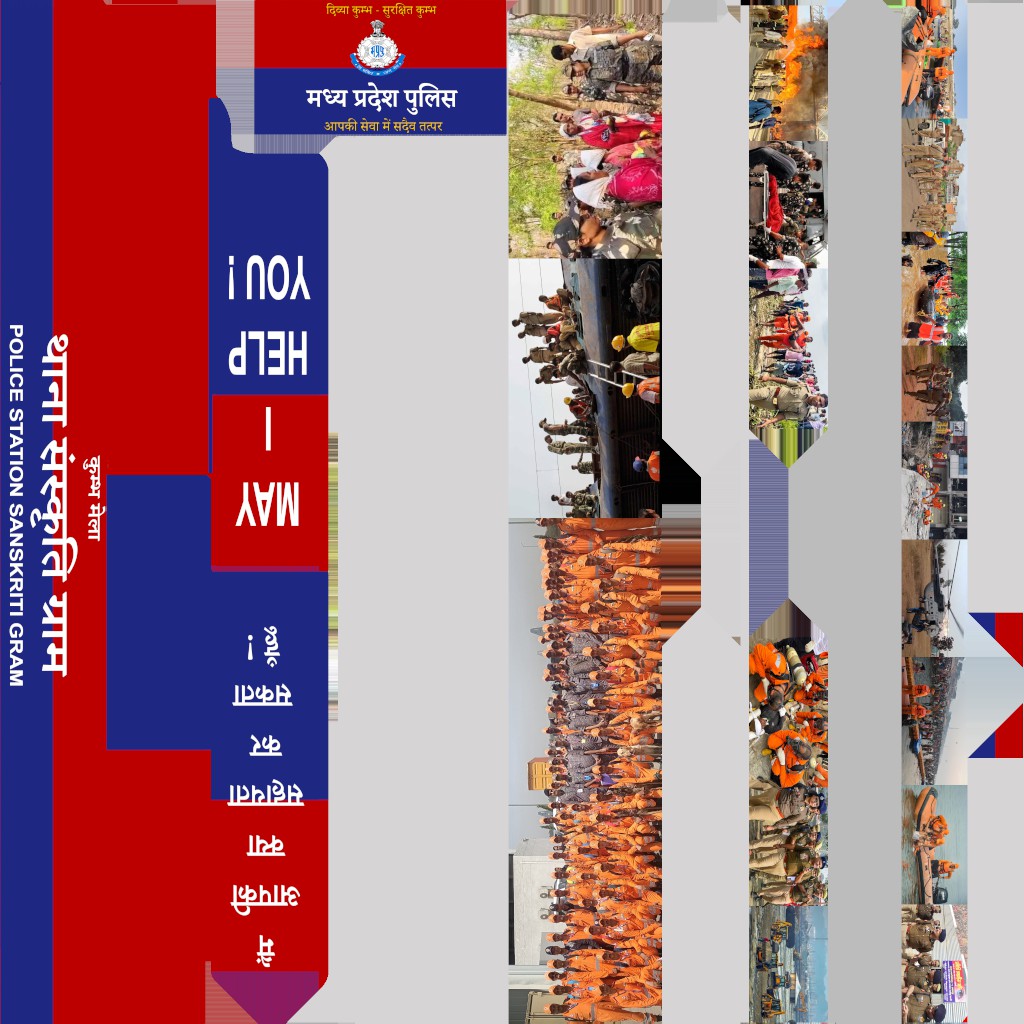 दिव्या कुम्भ - सुरक्षित कुम्भ
मध्य प्रदेश पुलिस
आपकी सेवा में सदैव तत्पर
कुम्भ मेला
थाना संस्कृति ग्राम
POLICE STATION SANSKRITI GRAM
MAY
I
HELP
YOU !
मैं
आपकी
क्या
सहायता
कर
सकता
हूँ
!